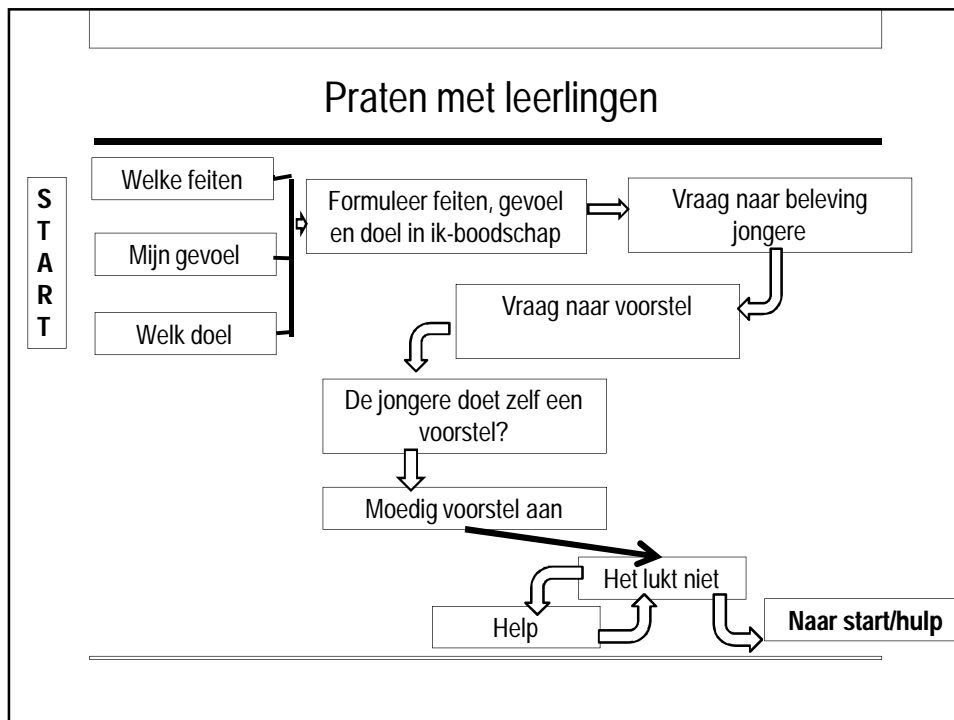 Praten met leerlingen
START
Welke feiten
Mijn gevoel
Welk doel
Formuleer feiten, gevoel
en doel in ik-boodschap
Vraag naar beleving
jongere
Vraag naar voorstel
De jongere doet zelf een
voorstel?
Moedig voorstel aan
Het lukt niet
Help
Naar start/hulp